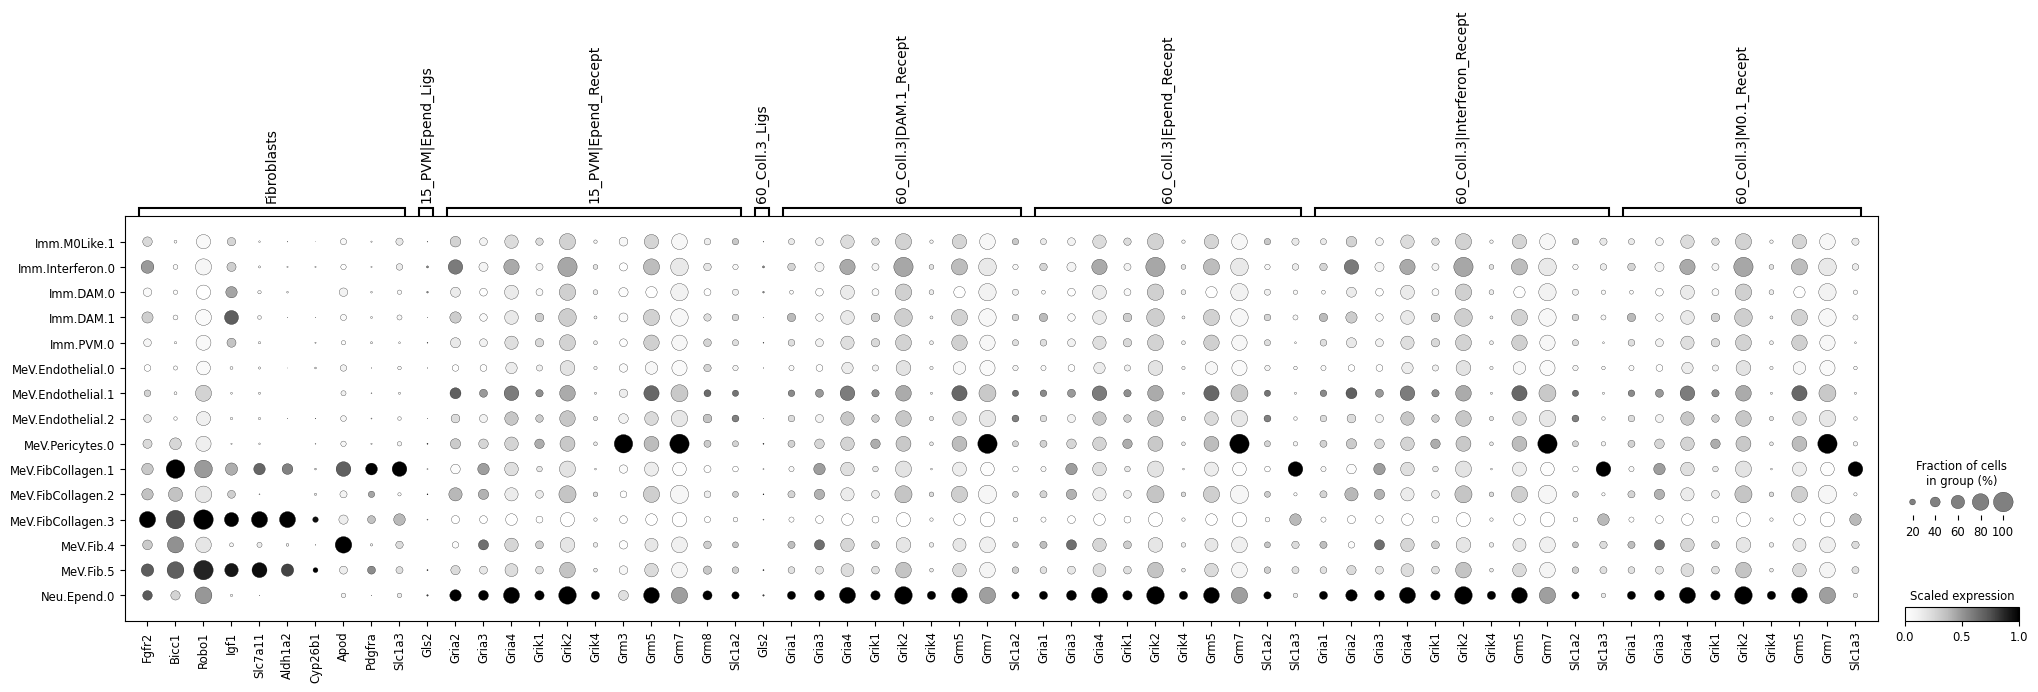 Fibroblasts
15_PVM|Epend_Ligs
15_PVM|Epend_Recept
60_Coll.3_Ligs
60_Coll.3|DAM.1_Recept
60_Coll.3|Epend_Recept
60_Coll.3|Interferon_Recept
60_Coll.3|M0.1_Recept
Imm.M0Like.1
Imm.Interferon.0
Imm.DAM.0
Imm.DAM.1
Imm.PVM.0
MeV.Endothelial.0
MeV.Endothelial.1
MeV.Endothelial.2
MeV.Pericytes.0
MeV.FibCollagen.1
MeV.FibCollagen.2
MeV.FibCollagen.3
MeV.Fib.4
MeV.Fib.5
Neu.Epend.0
Fgfr2
Bicc1
Robo1
Igf1
Slc7a11
Aldh1a2
Cyp26b1
Apod
Pdgfra
Slc1a3
Gls2
Gria2
Gria3
Gria4
Grik1
Grik2
Grik4
Grm3
Grm5
Grm7
Grm8
Slc1a2
Gls2
Gria1
Gria3
Gria4
Grik1
Grik2
Grik4
Grm5
Grm7
Slc1a2
Gria1
Gria3
Gria4
Grik1
Grik2
Grik4
Grm5
Grm7
Slc1a2
Slc1a3
Gria1
Gria2
Gria3
Gria4
Grik1
Grik2
Grik4
Grm5
Grm7
Slc1a2
Slc1a3
Gria1
Gria3
Gria4
Grik1
Grik2
Grik4
Grm5
Grm7
Slc1a3
Fraction of cells
in group (%)
20 40 60 80 100
Scaled expression
0.0 0.5 1.0